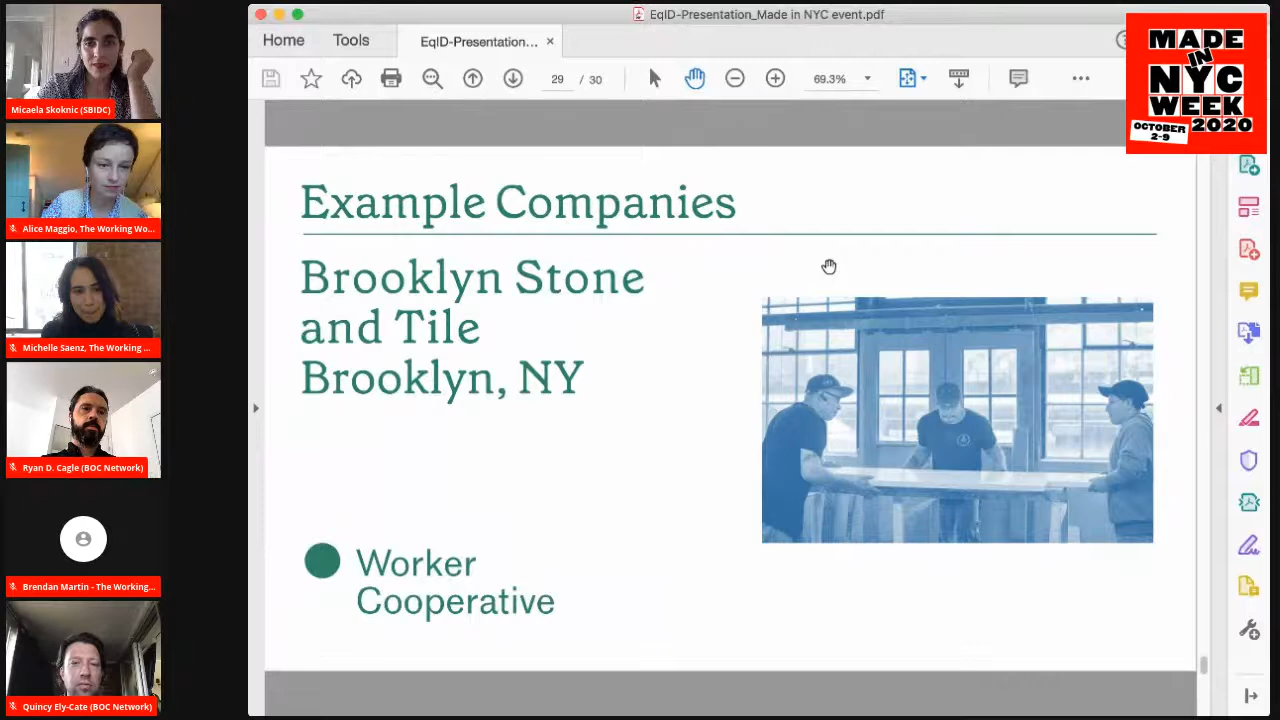 Micaela Skoknic (SBIDC)
Alice Maggio, The Working Wo...
Michelle Saenz, The Working ...
Ryan D. Cagle (BOC Network)
Brendan Martin - The Working...
Quincy Ely-Cate (BOC Network)
EqID-Presentation_Made in NYC event.pdf
Home
Tools
EqID-Presentation... ×
29 / 30
69.3%
MADE
IN
NYC
WEEK
2020
OCTOBER
2-9
Example Companies
Brooklyn Stone
and Tile
Brooklyn, NY
Worker
Cooperative